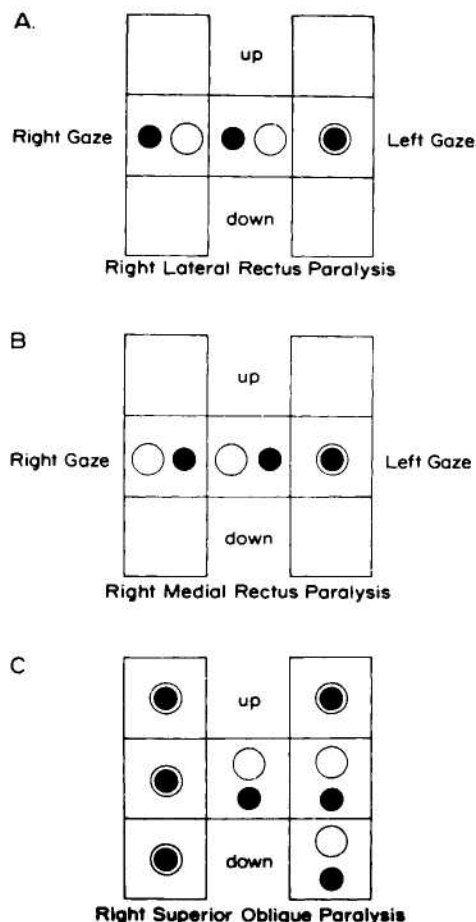 A.
up
Right Gaze
Left Gaze
down
Right Lateral Rectus Paralysis
B
up
Right Gaze
Left Gaze
down
Right Medial Rectus Paralysis
C
up
down
Right Superior Oblique Paralysis